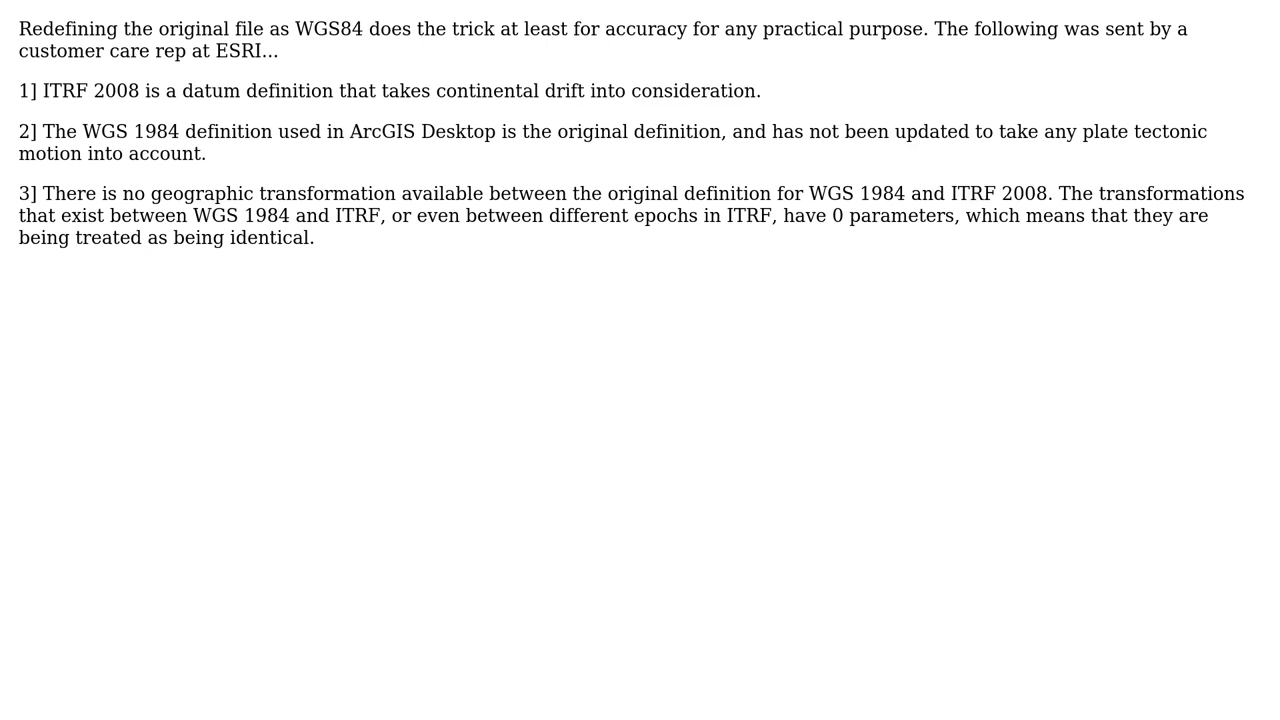 Redefining the original file as WGS84 does the trick at least for accuracy for any practical purpose. The following was sent by a
customer care rep at ESRI...
1] ITRF 2008 is a datum definition that takes continental drift into consideration.
2] The WGS 1984 definition used in ArcGIS Desktop is the original definition, and has not been updated to take any plate tectonic
motion into account.
3] There is no geographic transformation available between the original definition for WGS 1984 and ITRF 2008. The transformations
that exist between WGS 1984 and ITRF, or even between different epochs in ITRF, have 0 parameters, which means that they are
being treated as being identical.